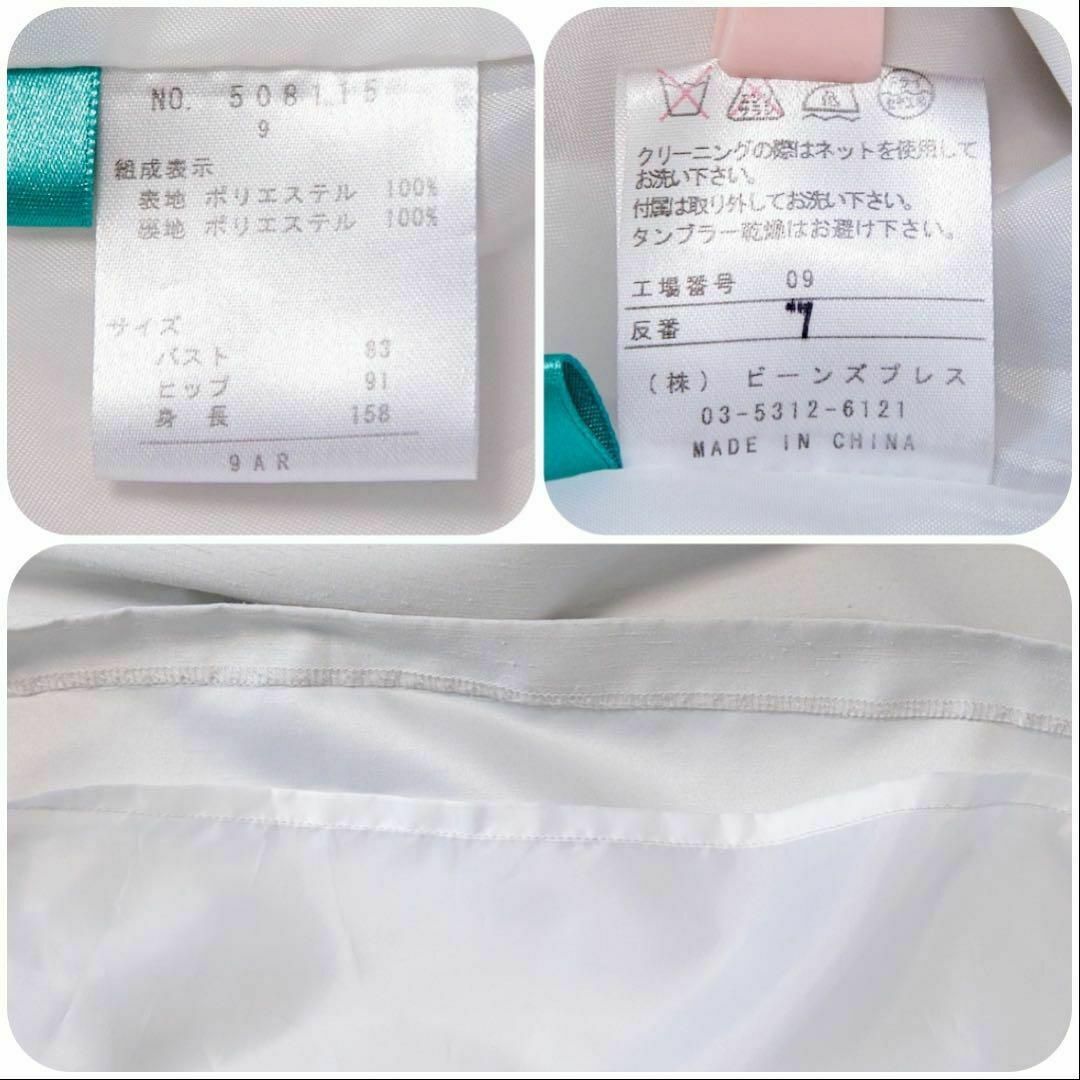 NO. 508115
9
組成表示
表地 ポリエステル 100%
裏地 ポリエステル 100%
サイズ
バスト 83
ヒップ 91
身長 158
9AR
クリーニングの際はネットを使用して
お洗い下さい。
付属は取り外してお洗い下さい。
タンブラー乾燥はお避け下さい。
工場番号 09
反番 7
(株) ビーンズプレス
03-5312-6121
MADE IN CHINA